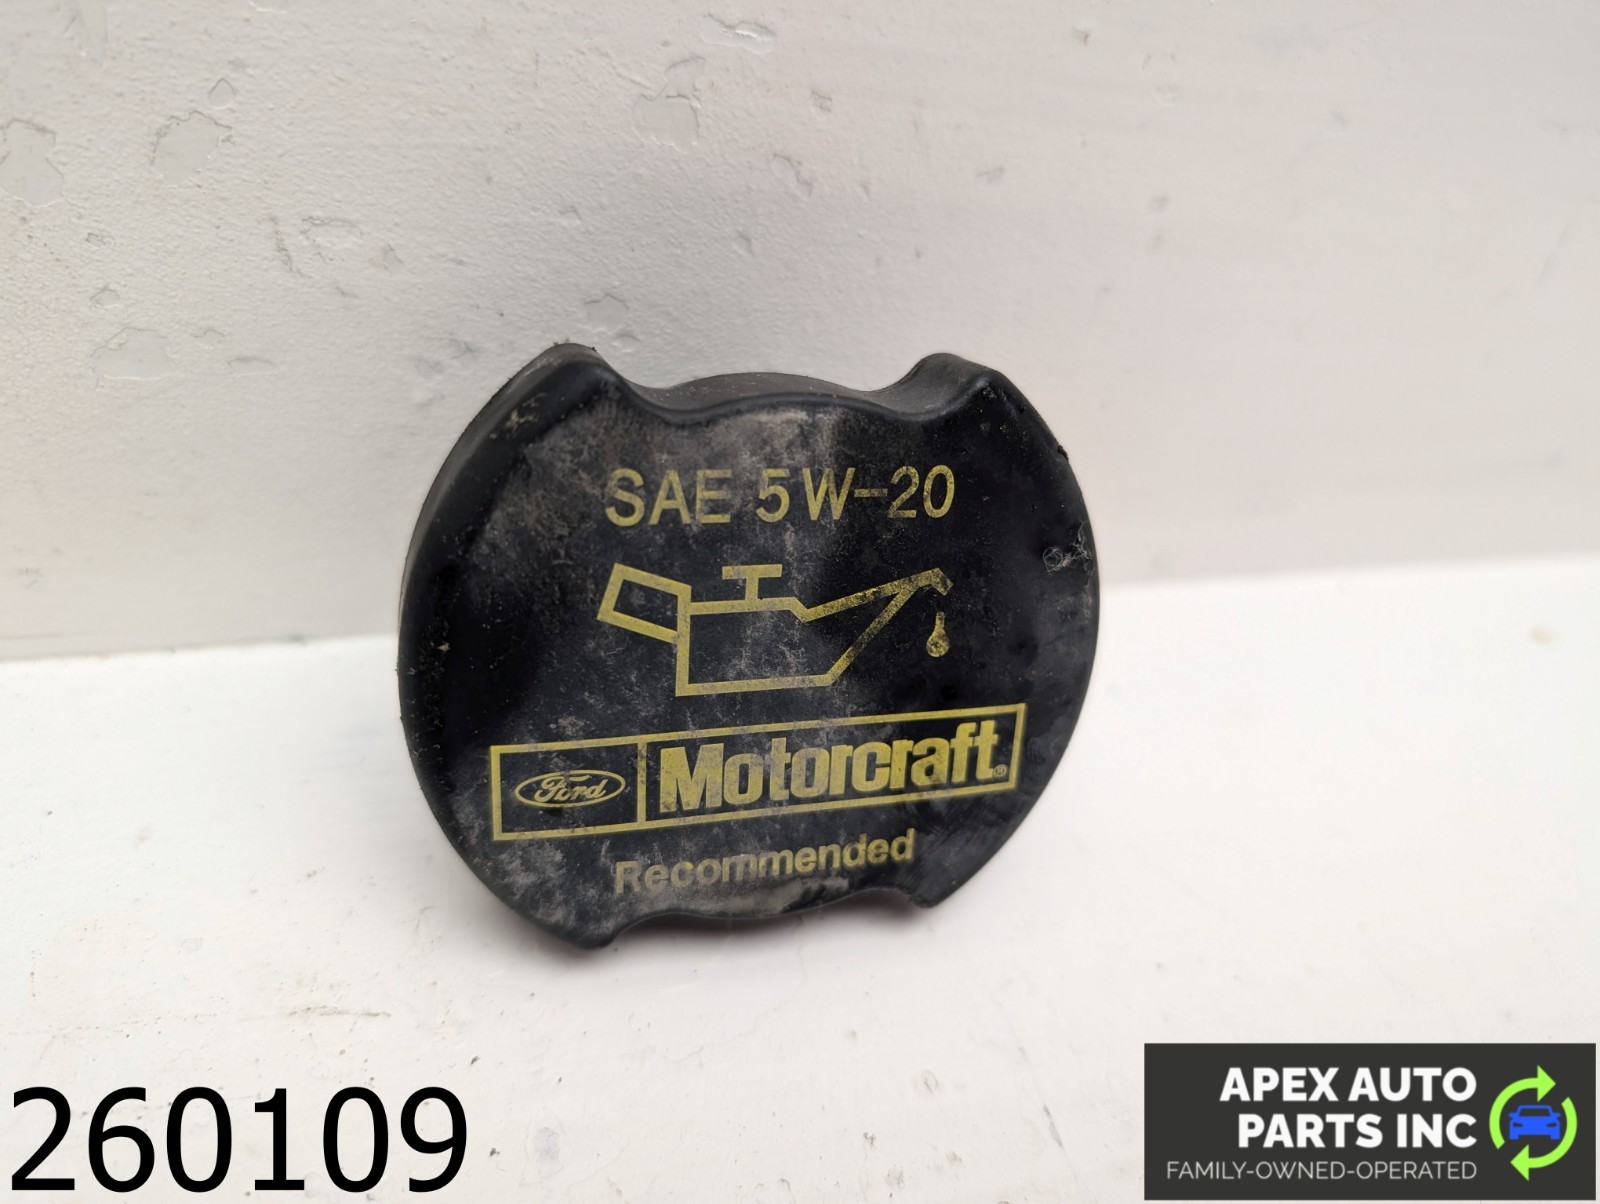 SAE 5W-20
Ford Motorcraft®
Recommended
260109
APEX AUTO
PARTS INC
FAMILY-OWNED-OPERATED